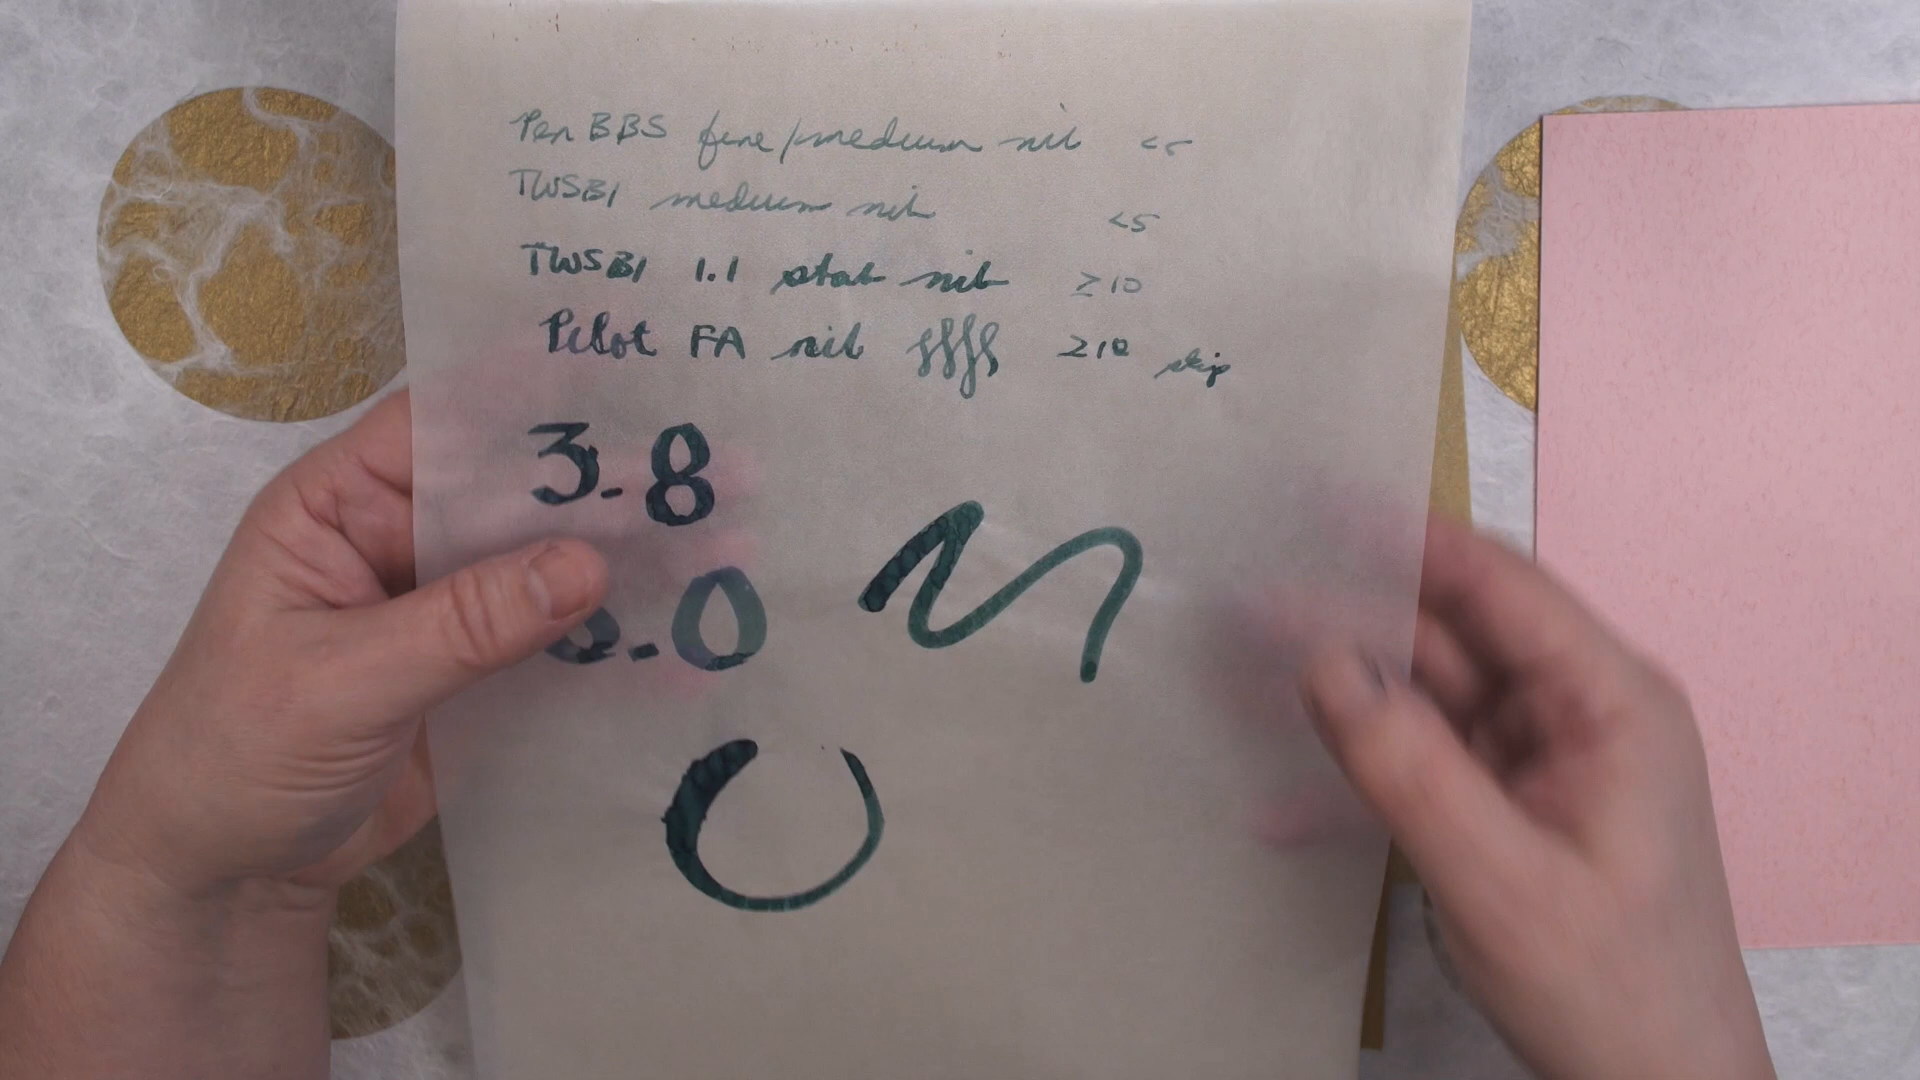 Pen BBS fine/medium nib <5
TWSBI medium nib <5
TWSBI 1.1 stub nib ≥10
Pilot FA nib ≥10 skip
3.8
.0